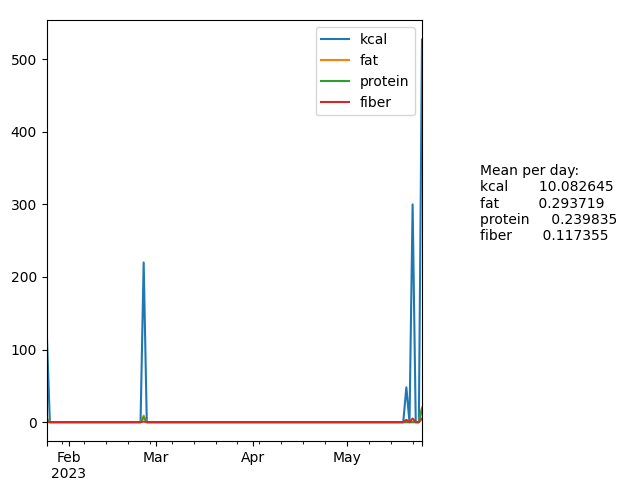 500
400
300
200
100
0
kcal
fat
protein
fiber
Feb
2023
Mar
Apr
May
Mean per day:
kcal 10.082645
fat 0.293719
protein 0.239835
fiber 0.117355